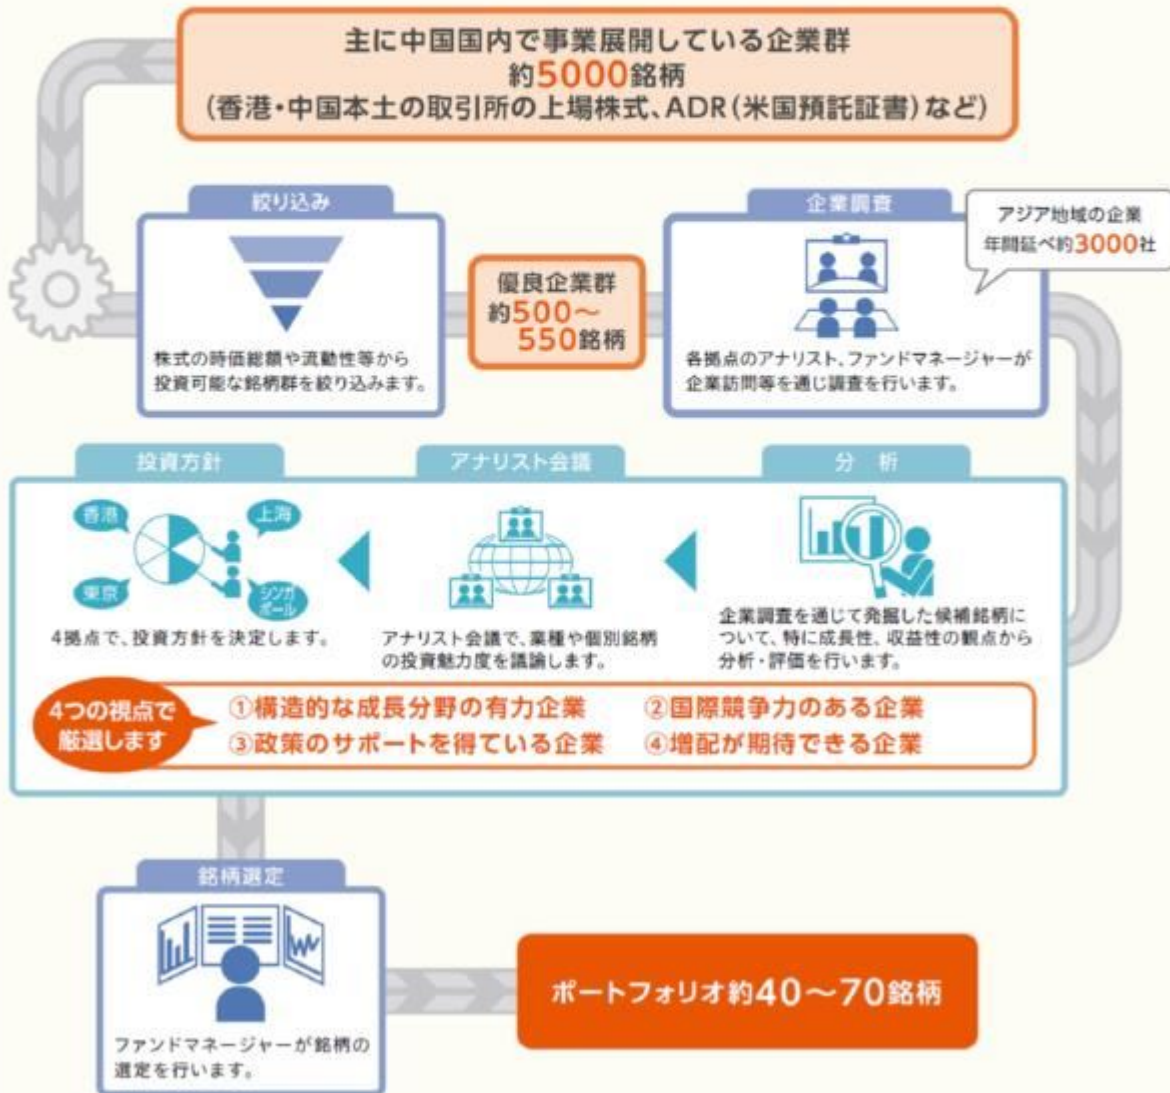 主に中国国内で事業展開している企業群
約5000銘柄
(香港・中国本土の取引所の上場株式、ADR(米国預託証書)など)
絞り込み
株式の時価総額や流動性等から
投資可能な銘柄群を絞り込みます。
優良企業群
約500～
550銘柄
企業調査
アジア地域の企業
年間延べ約3000社
各拠点のアナリスト、ファンドマネージャーが
企業訪問等を通じ調査を行います。
分 析
企業調査を通じて発掘した候補銘柄に
ついて、特に成長性、収益性の観点から
分析・評価を行います。
アナリスト会議
アナリスト会議で、業種や個別銘柄
の投資魅力度を議論します。
投資方針
香港
上海
東京
シンガ
ポール
4拠点で、投資方針を決定します。
4つの視点で
厳選します
①構造的な成長分野の有力企業
②国際競争力のある企業
③政策のサポートを得ている企業
④増配が期待できる企業
銘柄選定
ファンドマネージャーが銘柄の
選定を行います。
ポートフォリオ約40～70銘柄